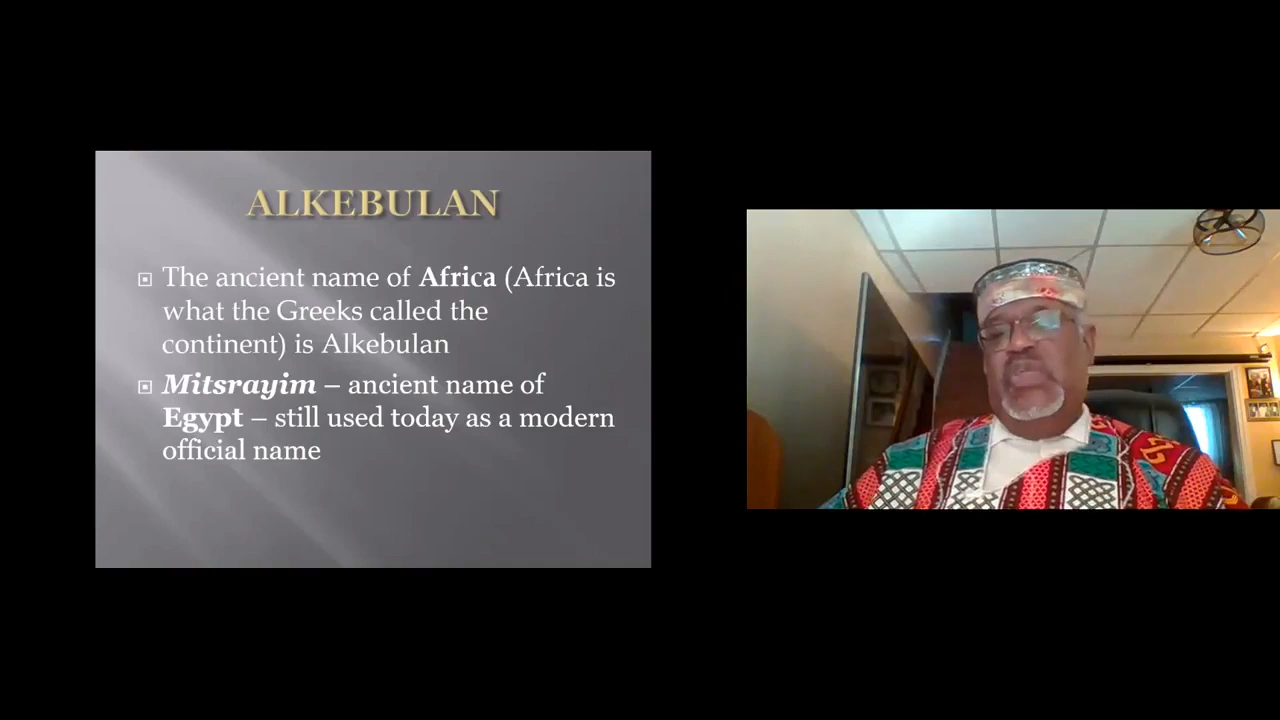 ALKEBULAN
The ancient name of Africa (Africa is
what the Greeks called the
continent) is Alkebulan
Mitsrayim – ancient name of
Egypt – still used today as a modern
official name